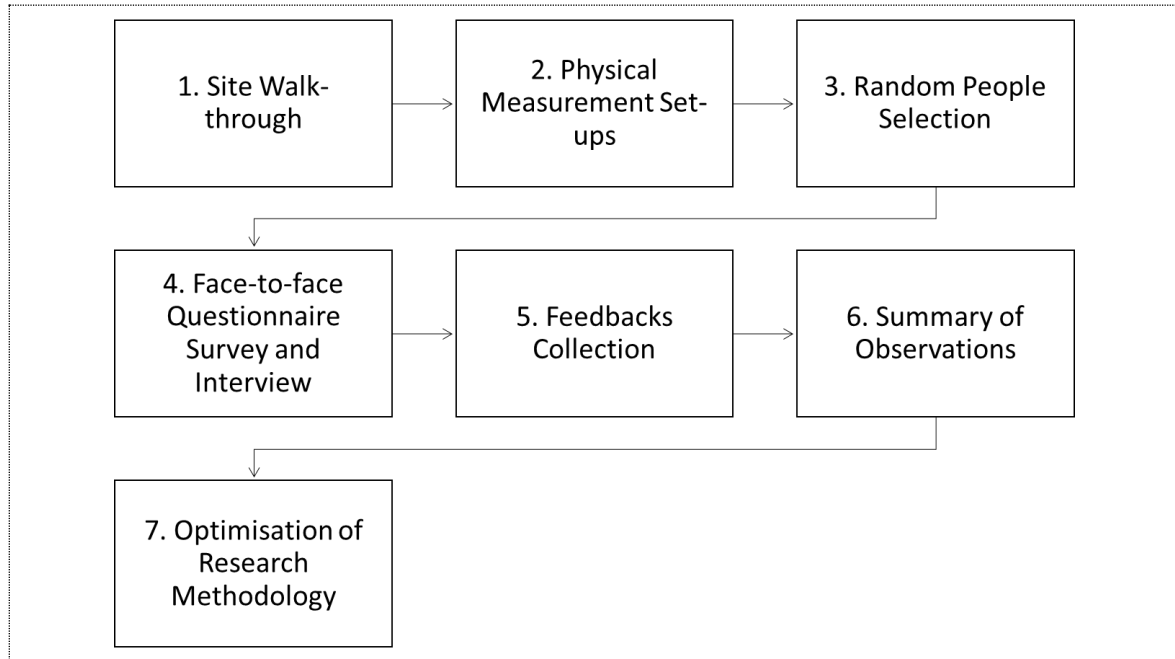 1. Site Walk-
through
2. Physical
Measurement Set-
ups
3. Random People
Selection
4. Face-to-face
Questionnaire
Survey and
Interview
5. Feedbacks
Collection
6. Summary of
Observations
7. Optimisation of
Research
Methodology